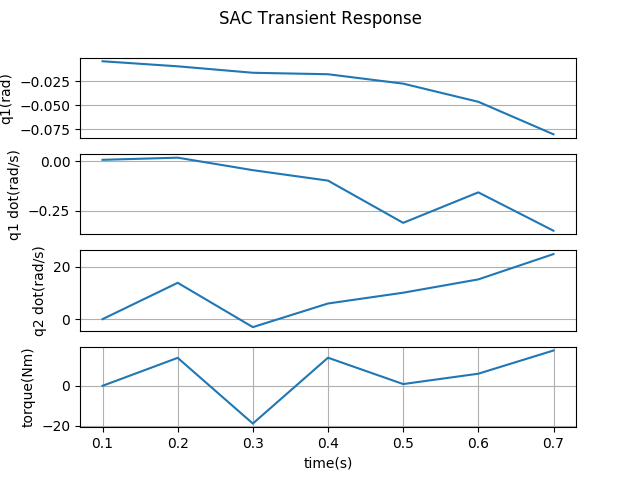 SAC Transient Response
q1(rad)
−0.025
−0.050
−0.075
q1 dot(rad/s)
0.00
−0.25
q2 dot(rad/s)
20
0
torque(Nm)
0
−20
0.1 0.2 0.3 0.4 0.5 0.6 0.7
time(s)